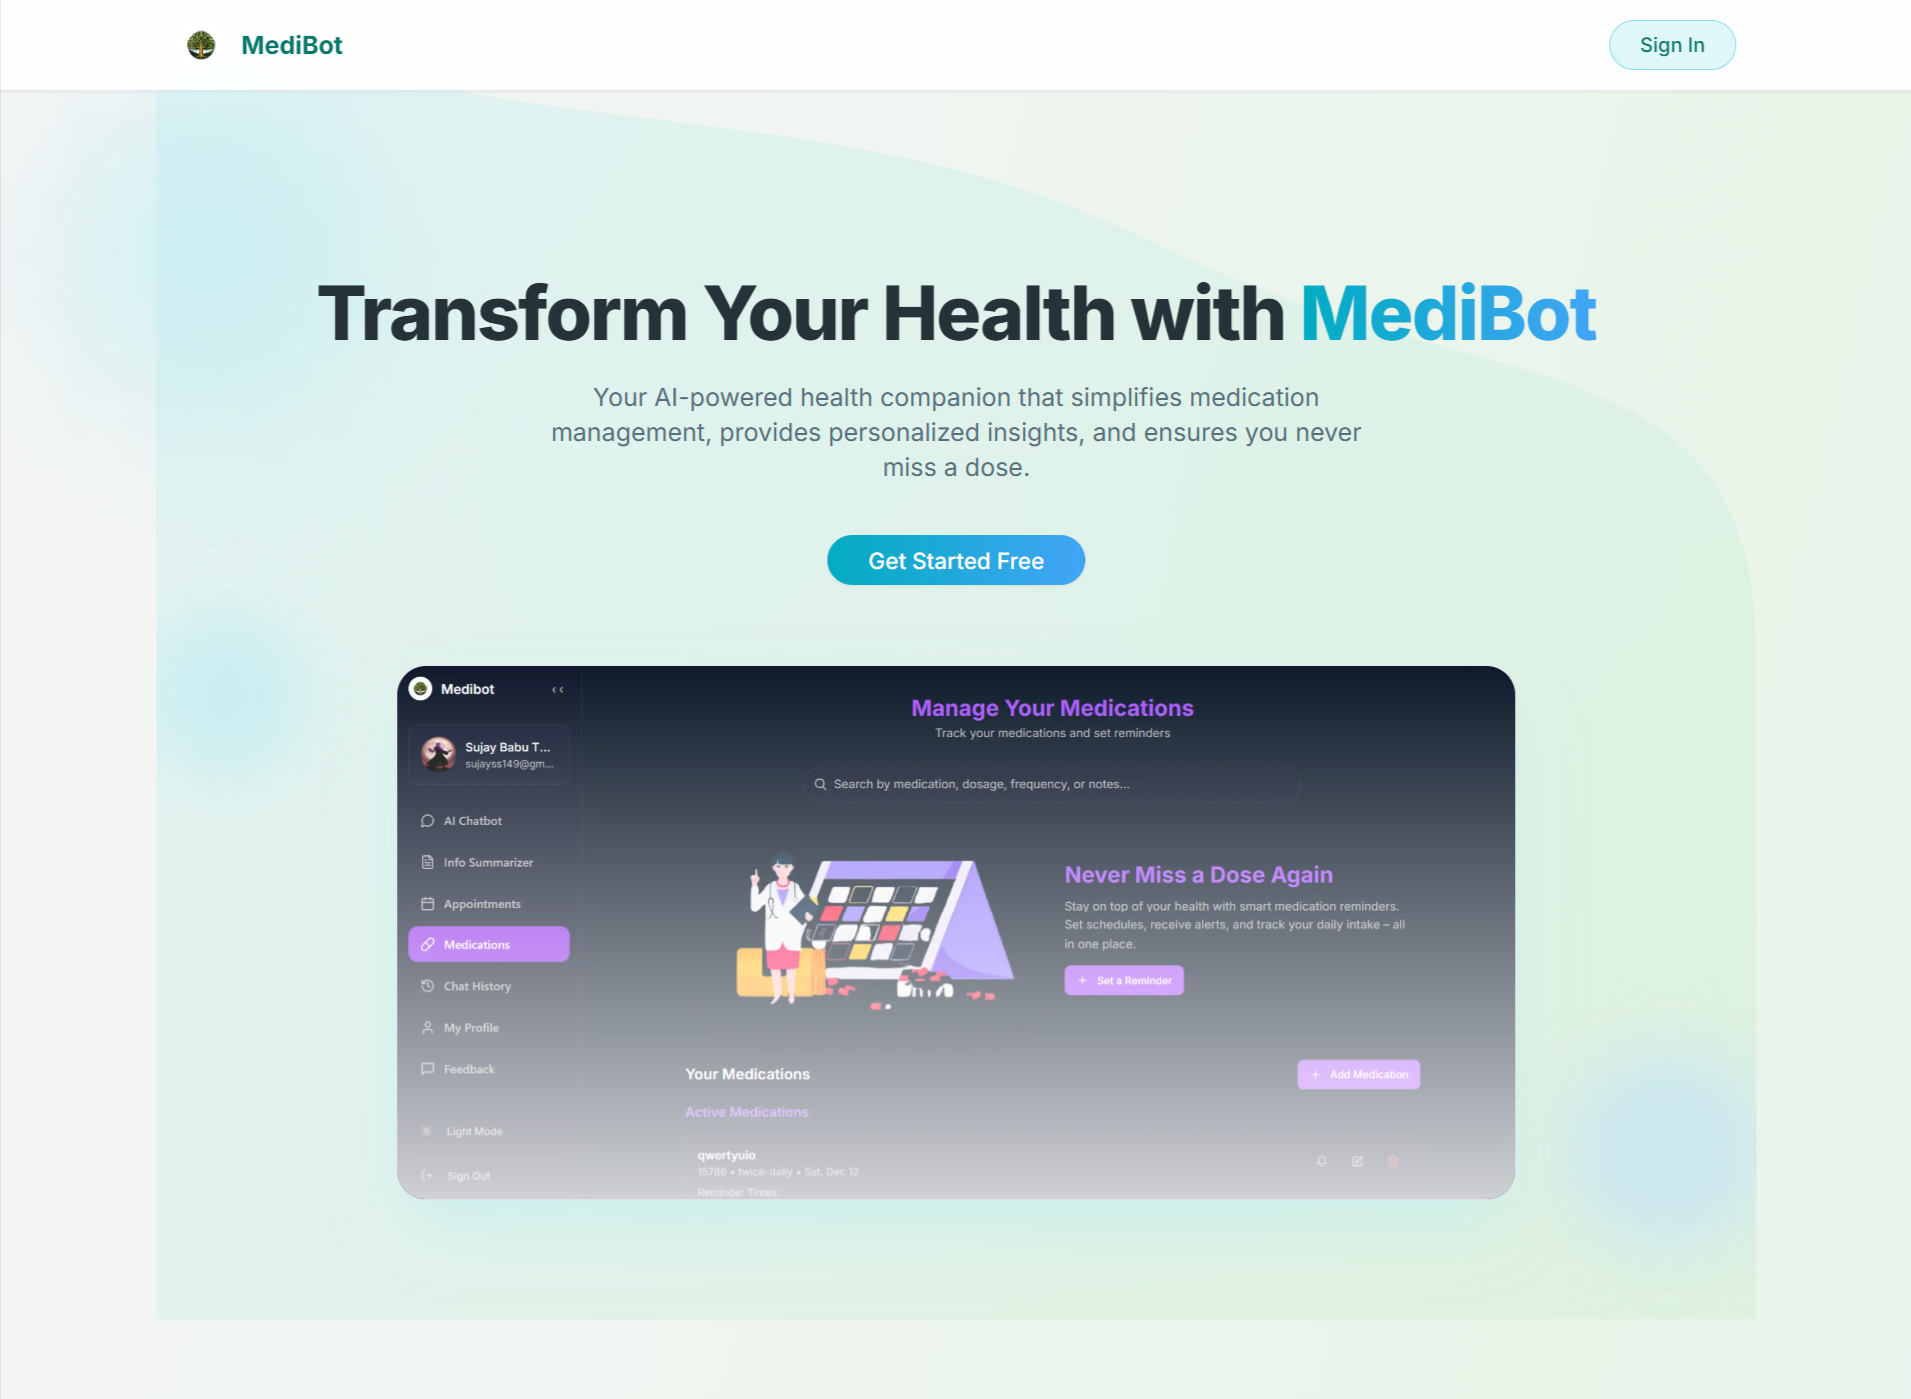 MediBot
Sign In
Transform Your Health with MediBot
Your AI-powered health companion that simplifies medication
management, provides personalized insights, and ensures you never
miss a dose.
Get Started Free
Medibot
Sujay Babu T...
sujayss149@gm...
AI Chatbot
Info Summarizer
Appointments
Medications
Chat History
My Profile
Feedback
Light Mode
Sign Out
Manage Your Medications
Track your medications and set reminders
Search by medication, dosage, frequency, or notes...
Never Miss a Dose Again
Stay on top of your health with smart medication reminders.
Set schedules, receive alerts, and track your daily intake – all
in one place.
+ Set a Reminder
Your Medications
+ Add Medication
Active Medications
qwertyuio
15786 • twice-daily • Sat, Dec 12
Reminder Times: